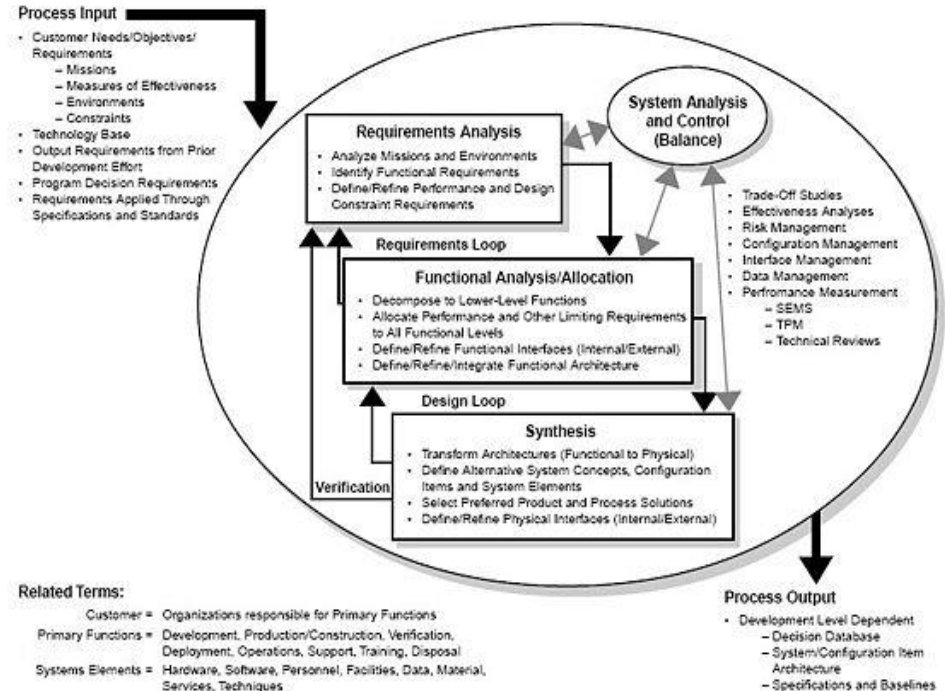 Process Input
• Customer Needs/Objectives/
Requirements
– Missions
– Measures of Effectiveness
– Environments
– Constraints
• Technology Base
• Output Requirements from Prior
Development Effort
• Program Decision Requirements
• Requirements Applied Through
Specifications and Standards
System Analysis
and Control
(Balance)
Requirements Analysis
• Analyze Missions and Environments
• Identify Functional Requirements
• Define/Refine Performance and Design
Constraint Requirements
• Trade-Off Studies
• Effectiveness Analyses
• Risk Management
• Configuration Management
• Interface Management
• Data Management
• Perfromance Measurement
– SEMS
– TPM
– Technical Reviews
Requirements Loop
Functional Analysis/Allocation
• Decompose to Lower-Level Functions
• Allocate Performance and Other Limiting Requirements
to All Functional Levels
• Define/Refine Functional Interfaces (Internal/External)
• Define/Refine/Integrate Functional Architecture
Design Loop
Synthesis
• Transform Architectures (Functional to Physical)
• Define Alternative System Concepts, Configuration
Items and System Elements
• Select Preferred Product and Process Solutions
• Define/Refine Physical Interfaces (Internal/External)
Verification
Related Terms:
Customer = Organizations responsible for Primary Functions
Primary Functions = Development, Production/Construction, Verification,
Deployment, Operations, Support, Training, Disposal
Systems Elements = Hardware, Software, Personnel, Facilities, Data, Material,
Services, Techniques
Process Output
• Development Level Dependent
– Decision Database
– System/Configuration Item
Architecture
– Specifications and Baselines